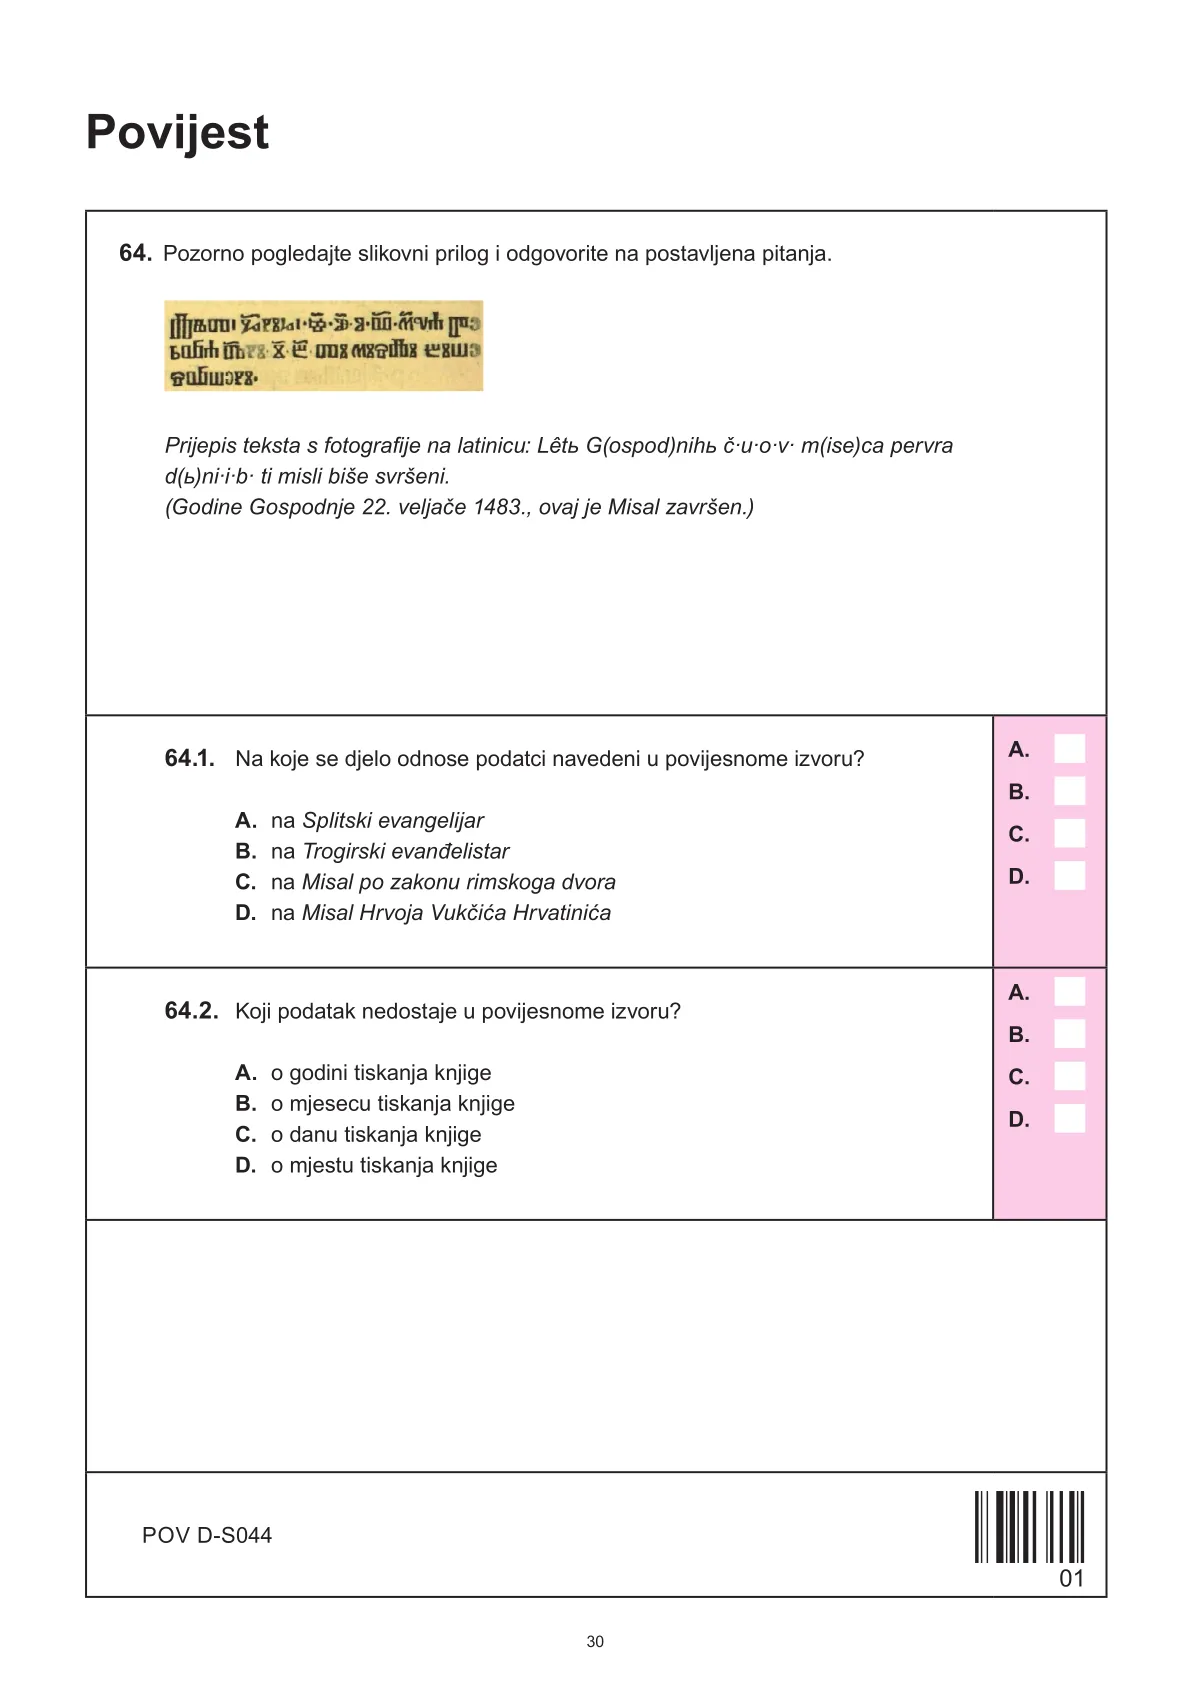 Povijest
64. Pozorno pogledajte slikovni prilog i odgovorite na postavljena pitanja.
Prijepis teksta s fotografije na latinicu: Lêtь G(ospod)nihь č·u·o·v· m(ise)ca pervra
d(ь)ni·i·b· ti misli biše svršeni.
(Godine Gospodnje 22. veljače 1483., ovaj je Misal završen.)
64.1. Na koje se djelo odnose podatci navedeni u povijesnome izvoru?
A. na Splitski evangelijar
B. na Trogirski evanđelistar
C. na Misal po zakonu rimskoga dvora
D. na Misal Hrvoja Vukčića Hrvatinića
A.
B.
C.
D.
64.2. Koji podatak nedostaje u povijesnome izvoru?
A. o godini tiskanja knjige
B. o mjesecu tiskanja knjige
C. o danu tiskanja knjige
D. o mjestu tiskanja knjige
A.
B.
C.
D.
POV D-S044
01
30